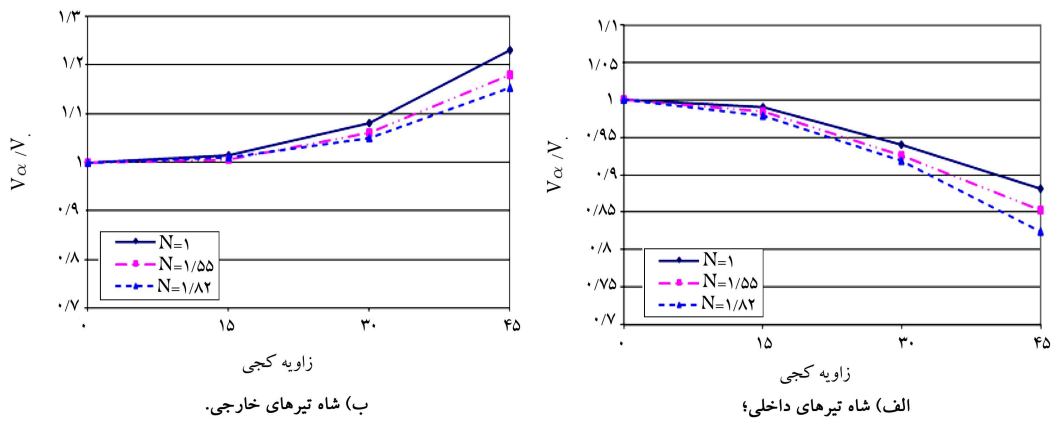 ۱/۱
۱/۰۵
۱
۰/۹۵
۰/۹
۰/۸۵
۰/۸
۰/۷۵
۰/۷
Vα /V.
N=۱
N=۱/۵۵
N=۱/۸۲
۰ ۱۵ ۳۰ ۴۵
زاویه کجی
الف) شاه تیرهای داخلی؛
۱/۳
۱/۲
۱/۱
۱
۰/۹
۰/۸
۰/۷
Vα /V.
N=۱
N=۱/۵۵
N=۱/۸۲
۰ ۱۵ ۳۰ ۴۵
زاویه کجی
ب) شاه تیرهای خارجی.